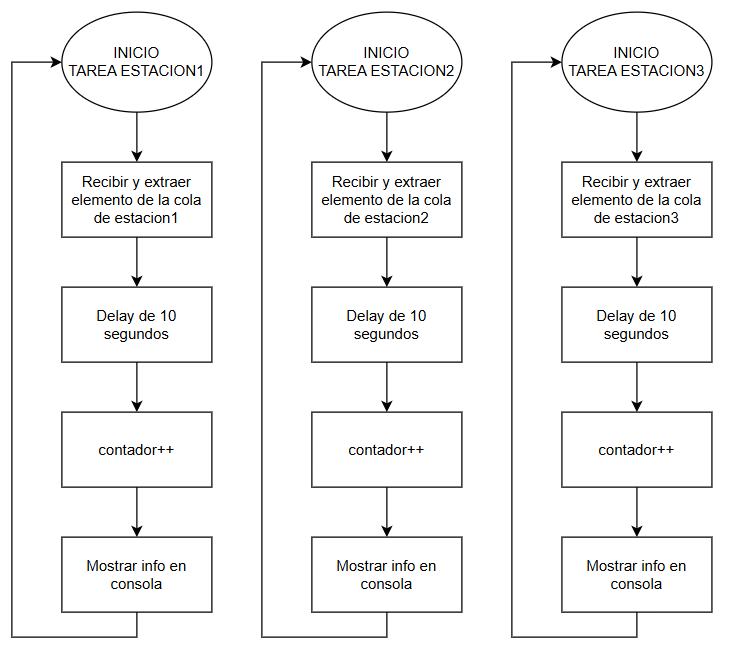 INICIO
TAREA ESTACION1
Recibir y extraer
elemento de la cola
de estacion1
Delay de 10
segundos
contador++
Mostrar info en
consola
INICIO
TAREA ESTACION2
Recibir y extraer
elemento de la cola
de estacion2
Delay de 10
segundos
contador++
Mostrar info en
consola
INICIO
TAREA ESTACION3
Recibir y extraer
elemento de la cola
de estacion3
Delay de 10
segundos
contador++
Mostrar info en
consola